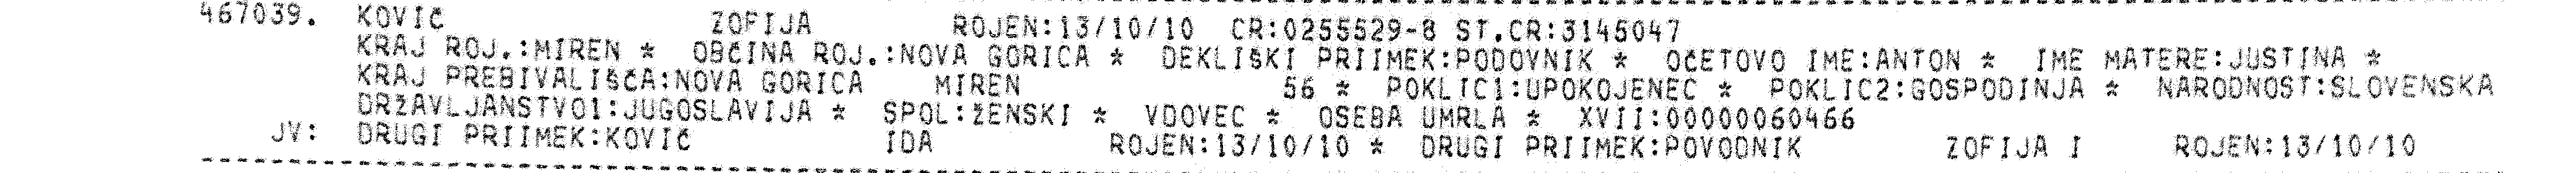 467039. KOVIČ ZOFIJA ROJEN:13/10/10 CR:0255529-8 ST.CR:3145047
KRAJ ROJ.:MIREN * OBČINA ROJ.:NOVA GORICA * DEKLIŠKI PRIIMEK:PODOVNIK * OČETOVO IME:ANTON * IME MATERE:JUSTINA *
KRAJ PREBIVALIŠČA:NOVA GORICA MIREN 56 * POKLIC1:UPOKOJENEC * POKLIC2:GOSPODINJA * NARODNOST:SLOVENSKA
DRŽAVLJANSTVO1:JUGOSLAVIJA * SPOL:ŽENSKI * VDOVEC * OSEBA UMRLA * XVII:00000060466
JV: DRUGI PRIIMEK:KOVIČ IDA ROJEN:13/10/10 * DRUGI PRIIMEK:POVODNIK ZOFIJA I ROJEN:13/10/10